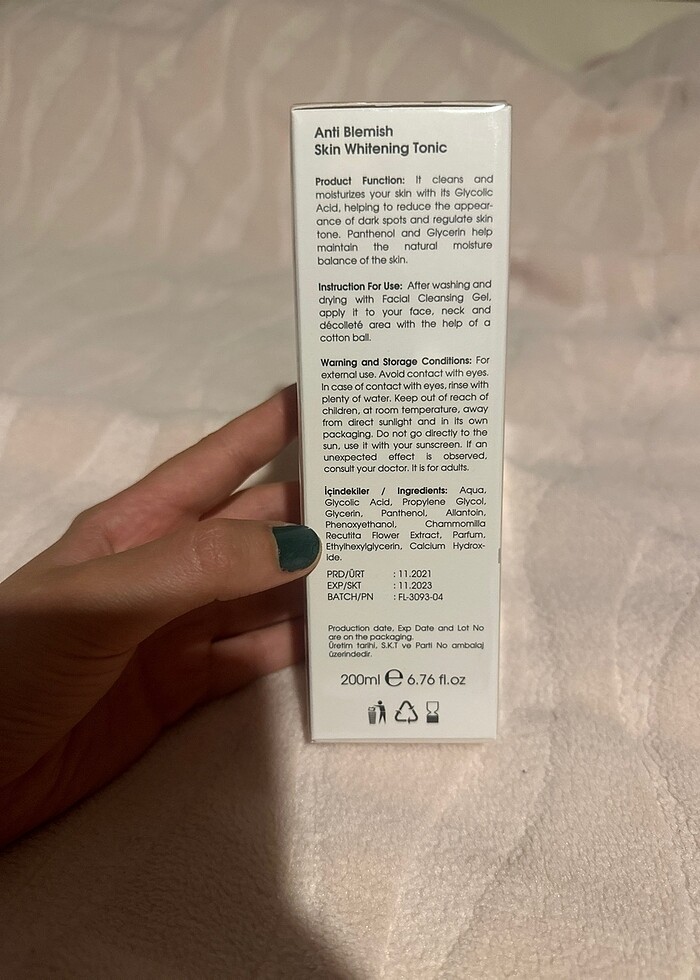 Anti Blemish
Skin Whitening Tonic
Product Function: It cleans and
moisturizes your skin with its Glycolic
Acid, helping to reduce the appear-
ance of dark spots and regulate skin
tone. Panthenol and Glycerin help
maintain the natural moisture
balance of the skin.
Instruction For Use: After washing and
drying with Facial Cleansing Gel,
apply it to your face, neck and
décolleté area with the help of a
cotton ball.
Warning and Storage Conditions: For
external use. Avoid contact with eyes.
In case of contact with eyes, rinse with
plenty of water. Keep out of reach of
children, at room temperature, away
from direct sunlight and in its own
packaging. Do not go directly to the
sun, use it with your sunscreen. If an
unexpected effect is observed,
consult your doctor. It is for adults.
İçindekiler / Ingredients: Aqua,
Glycolic Acid, Propylene Glycol,
Glycerin, Panthenol, Allantoin,
Phenoxyethanol, Chammomilla
Recutita Flower Extract, Parfum,
Ethylhexylglycerin, Calcium Hydrox-
ide.
PRD/ÜRT : 11.2021
EXP/SKT : 11.2023
BATCH/PN : FL-3093-04
Production date, Exp Date and Lot No
are on the packaging.
Üretim tarihi, S.K.T ve Parti No ambalaj
üzerindedir.
200ml e 6.76 fl.oz